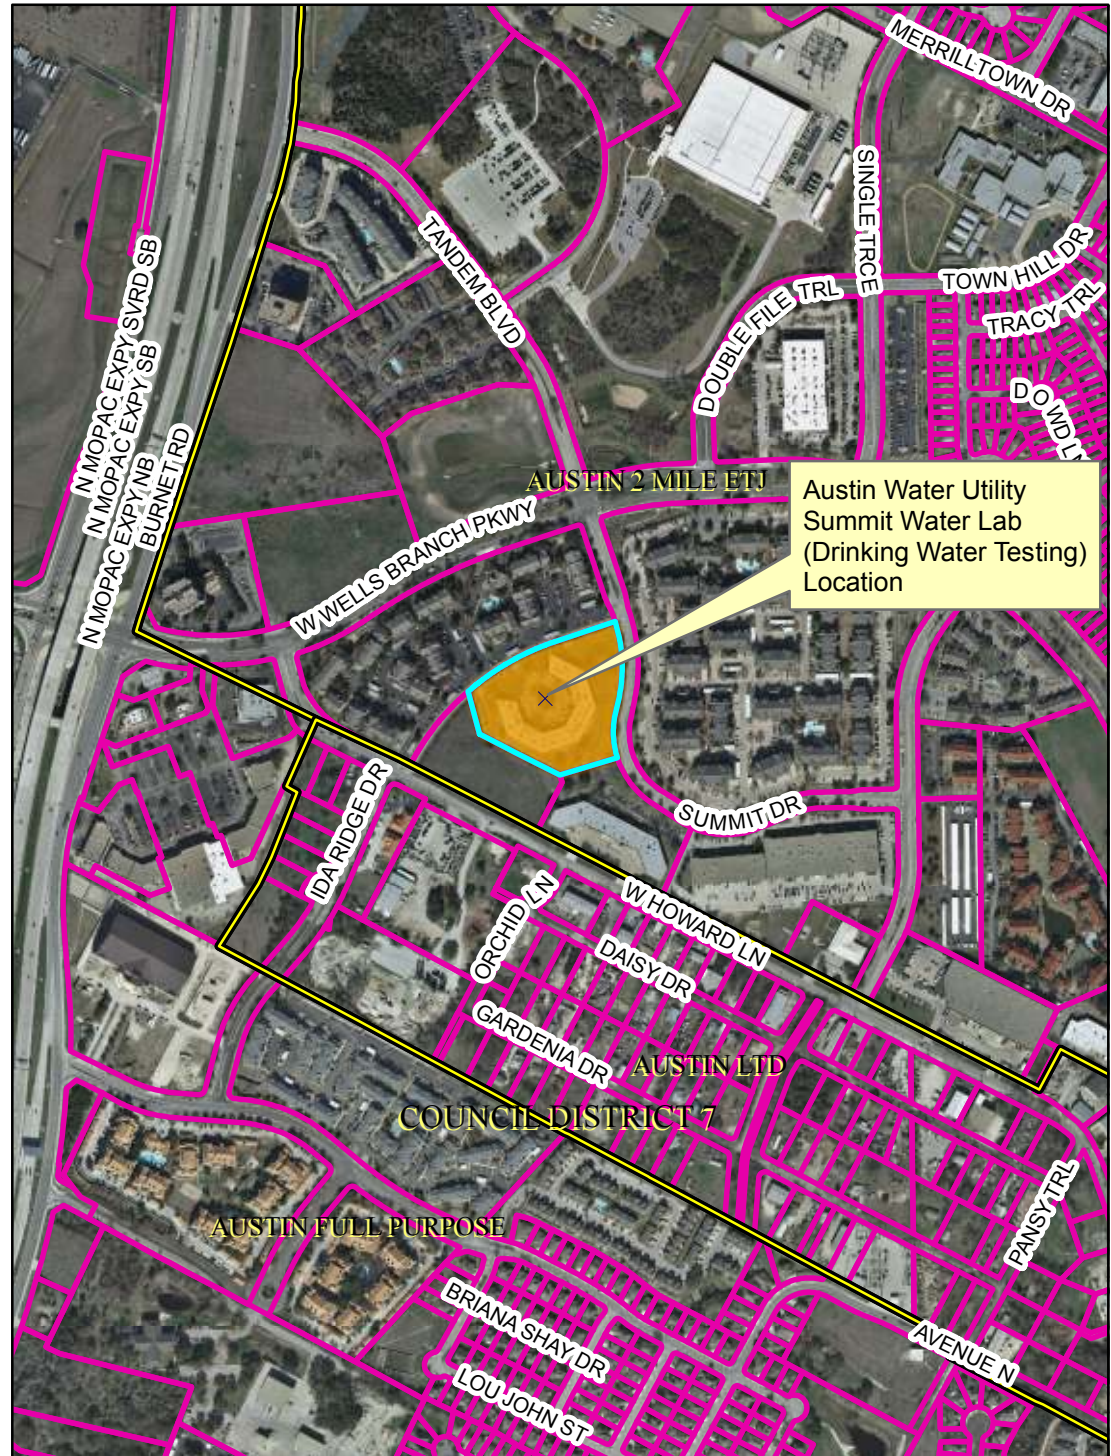 MERRILLTOWN DR
SINGLE TRCE
TOWN HILL DR
TRACY TRL
DOWD LN
TANDEM BLVD
DOUBLE FILE TRL
N MOPAC EXPY SVRD SB
N MOPAC EXPY SB
N MOPAC EXPY NB
BURNET RD
AUSTIN 2 MILE ETJ
W WELLS BRANCH PKWY
Austin Water Utility
Summit Water Lab
(Drinking Water Testing)
Location
SUMMIT DR
IDA RIDGE DR
ORCHID LN
W HOWARD LN
DAISY DR
GARDENIA DR
AUSTIN LTD
COUNCIL DISTRICT 7
AUSTIN FULL PURPOSE
PANSY TRL
BRIANA SHAY DR
AVENUE N
LOU JOHN ST